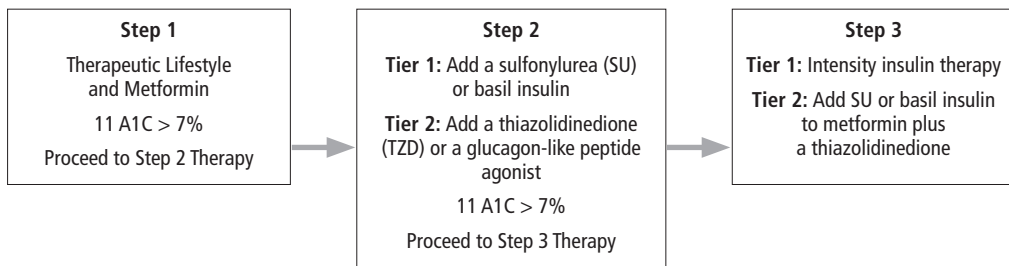 Step 1
Therapeutic Lifestyle
and Metformin
11 A1C > 7%
Proceed to Step 2 Therapy
Step 2
Tier 1: Add a sulfonylurea (SU)
or basil insulin
Tier 2: Add a thiazolidinedione
(TZD) or a glucagon-like peptide
agonist
11 A1C > 7%
Proceed to Step 3 Therapy
Step 3
Tier 1: Intensity insulin therapy
Tier 2: Add SU or basil insulin
to metformin plus
a thiazolidinedione